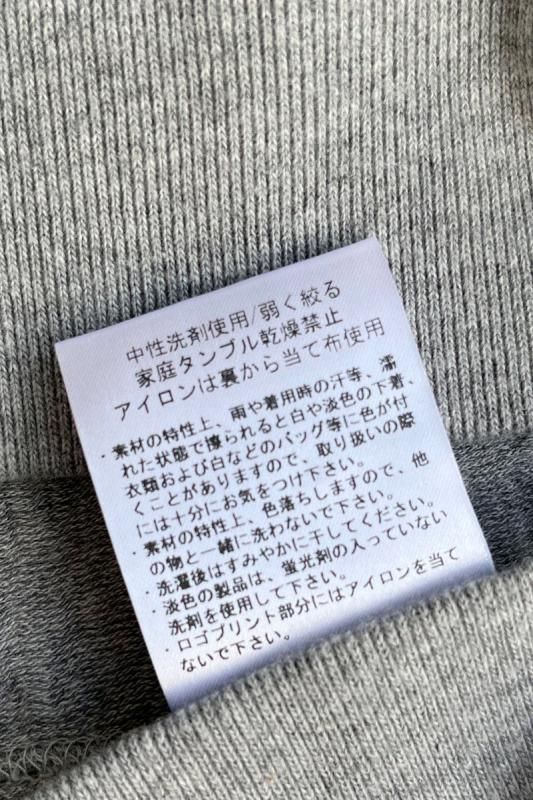 中性洗剤使用/弱く絞る
家庭タンブル乾燥禁止
アイロンは裏から当て布使用
・素材の特性上、雨や着用時の汗等、濡
れた状態で擦られると白や淡色の下着、
衣類および白などのバッグ等に色が付
くことがありますので、取り扱いの際
には十分にお気をつけ下さい。
・素材の特性上、色落ちしますので、他
の物と一緒に洗わないで下さい。
・洗濯後はすみやかに干してください。
・淡色の製品は、蛍光剤の入っていない
洗剤を使用して下さい。
・ロゴプリント部分にはアイロンを当て
ないで下さい。